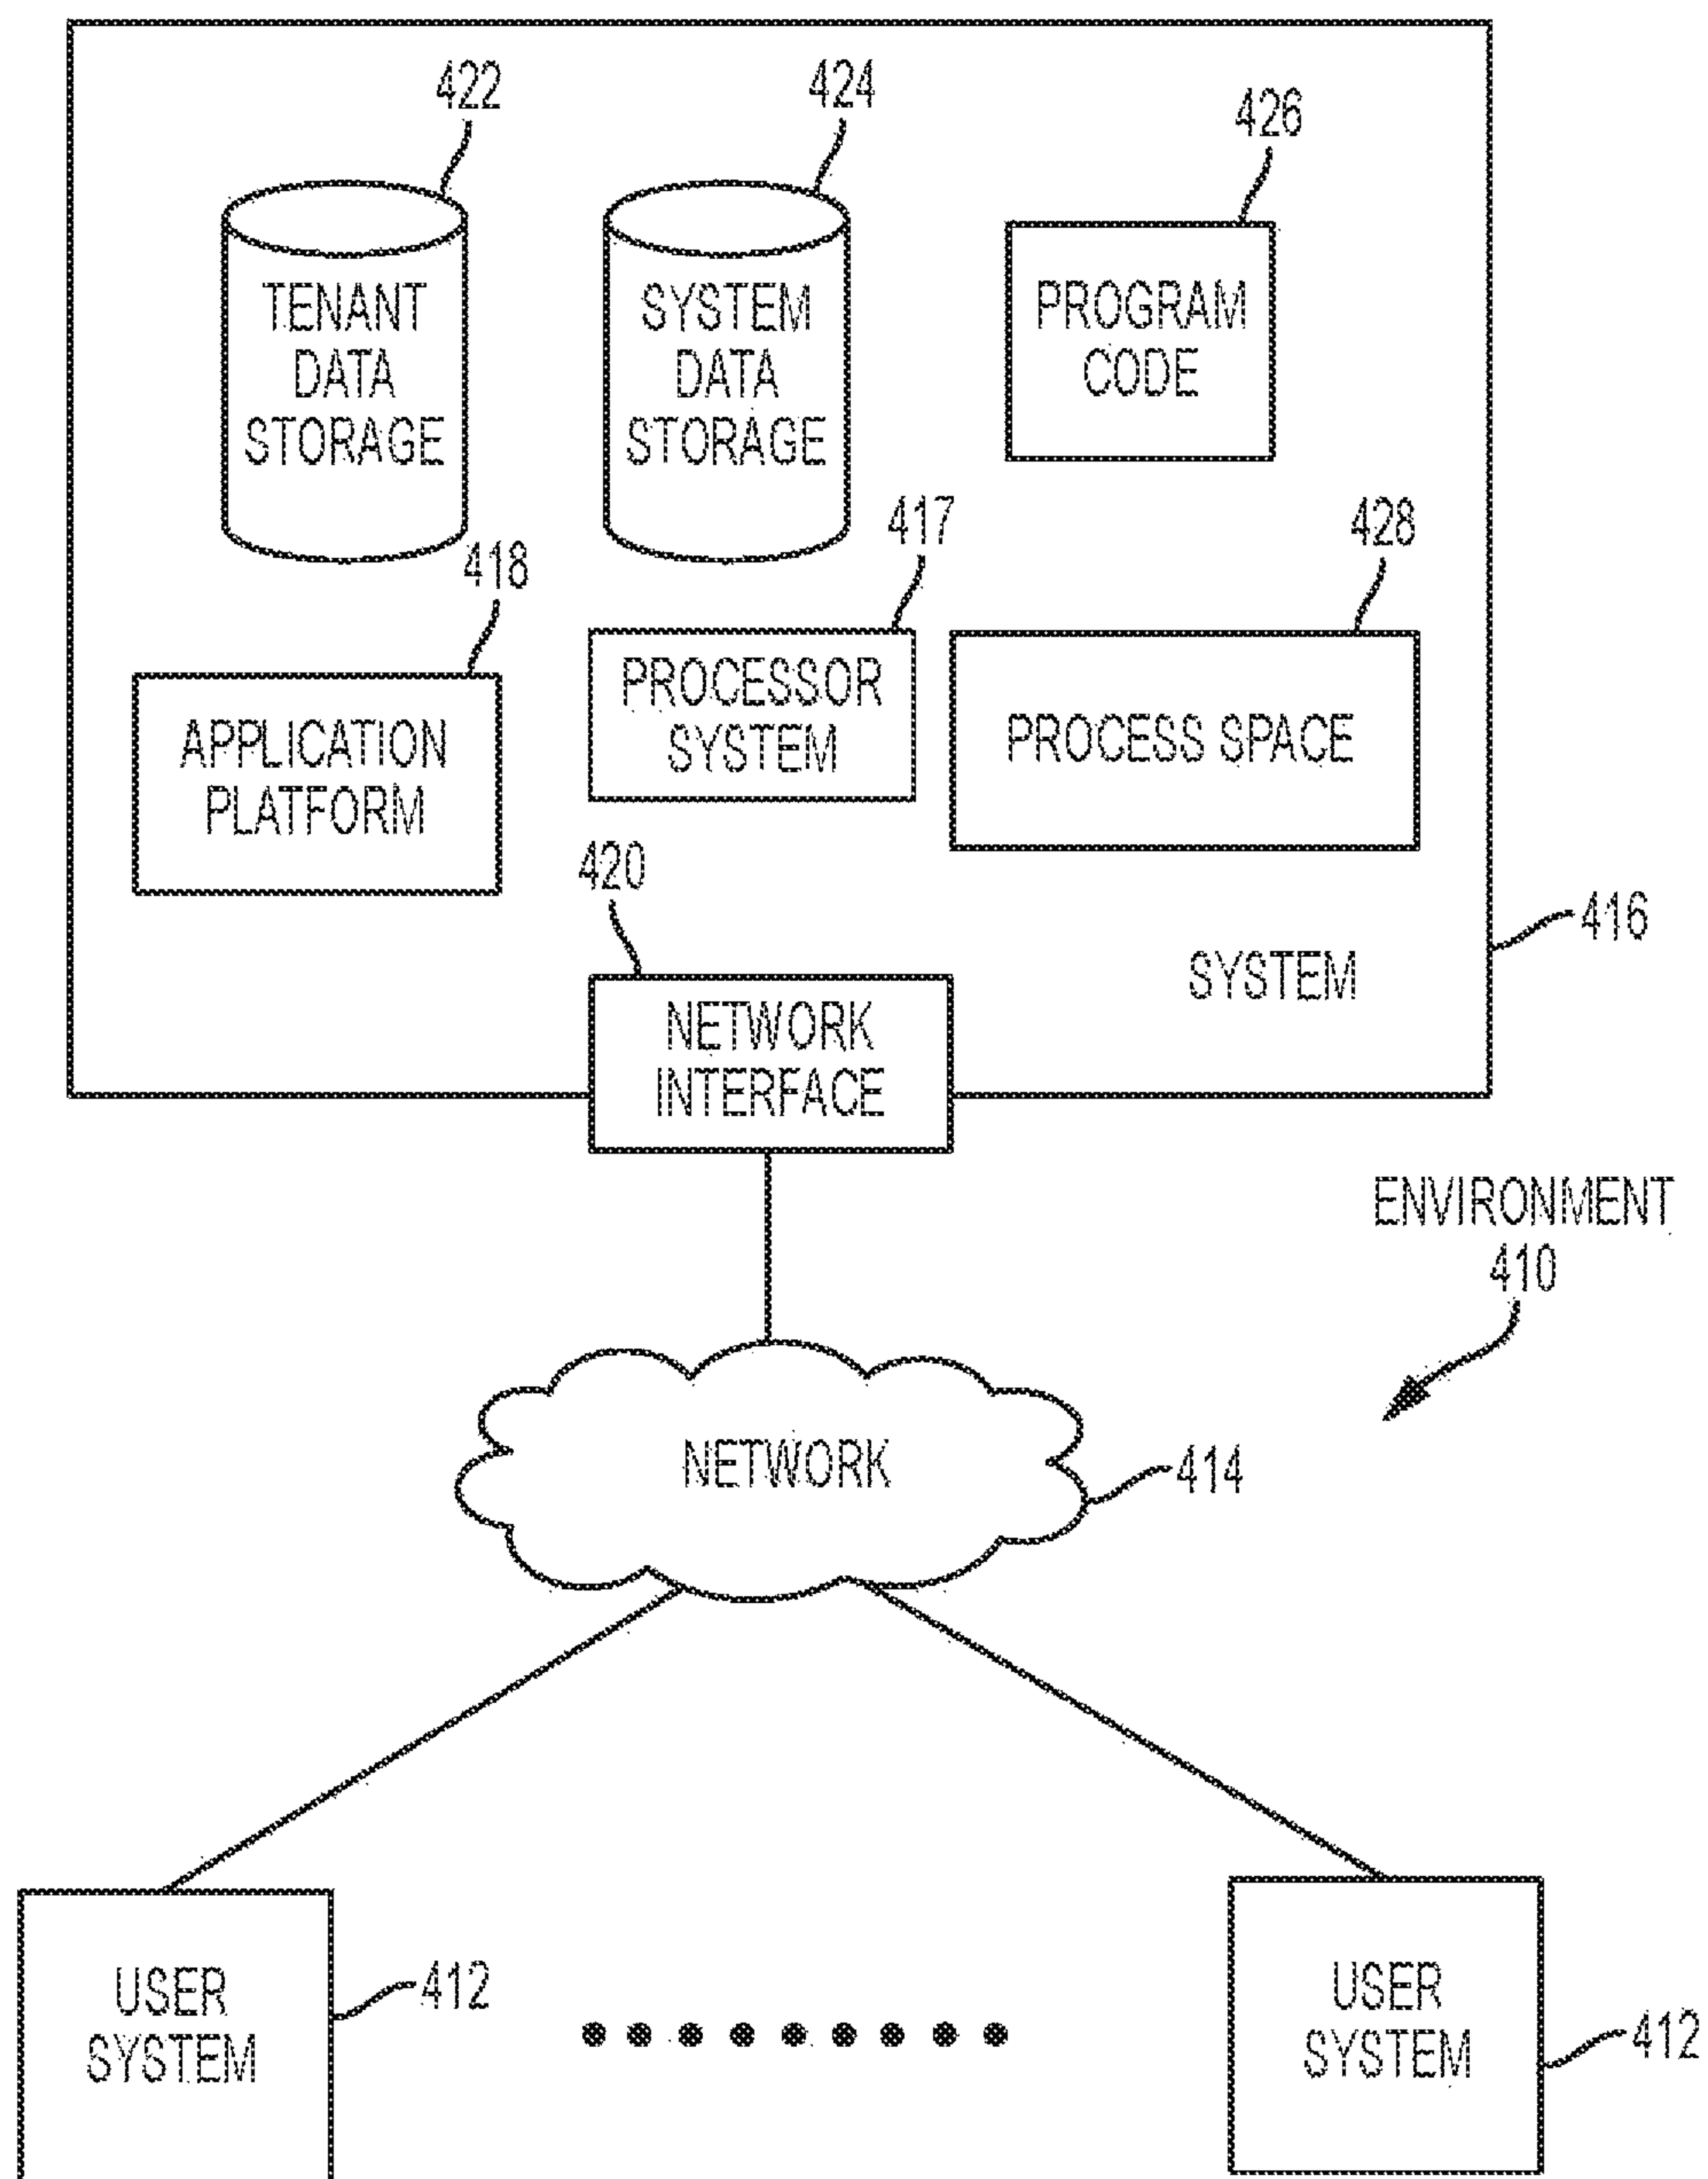 422
424
426
TENANT
DATA
STORAGE
SYSTEM
DATA
STORAGE
PROGRAM
CODE
418
417
428
APPLICATION
PLATFORM
PROCESSOR
SYSTEM
PROCESS SPACE
420
416
SYSTEM
NETWORK
INTERFACE
ENVIRONMENT
410
NETWORK
414
USER
SYSTEM
412
USER
SYSTEM
412